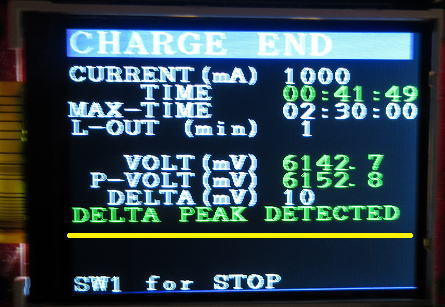 CHARGE END
CURRENT(mA) 1000
TIME 00:41:49
MAX-TIME 02:30:00
L-OUT (min) 1
VOLT(mV) 6142.7
P-VOLT(mV) 6152.8
DELTA(mV) 10
DELTA PEAK DETECTED
SW1 for STOP